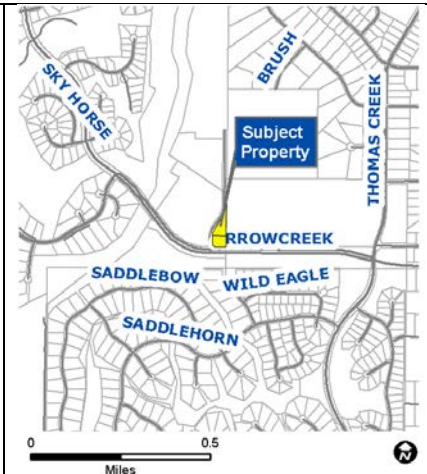 SKY HORSE
BRUSH
THOMAS CREEK
Subject
Property
RROWCREEK
SADDLEBOW
WILD EAGLE
SADDLEHORN
0
0.5
Miles
N